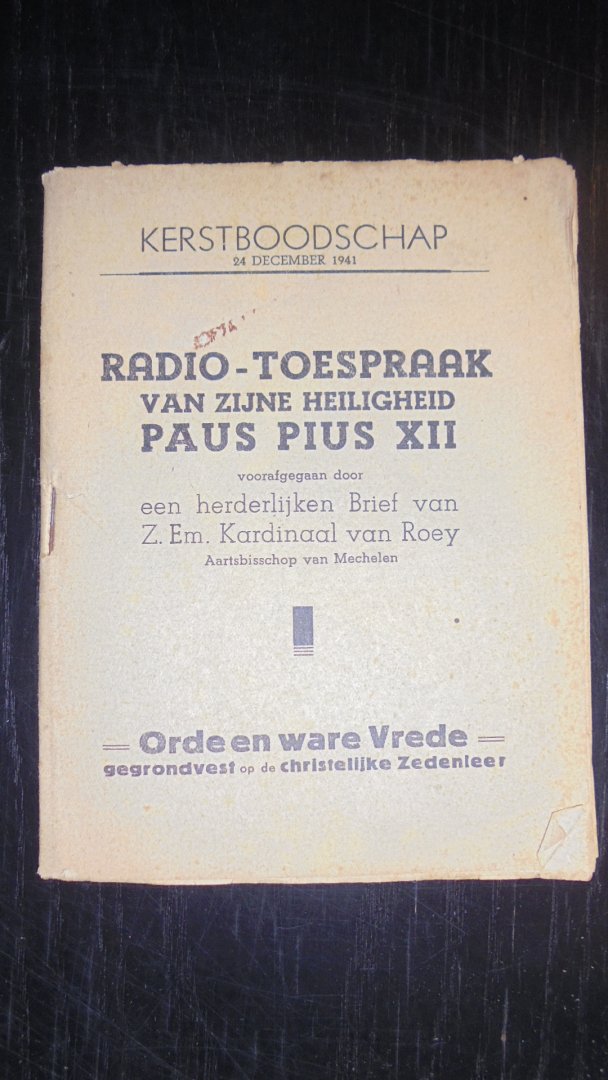 KERSTBOODSCHAP
24 DECEMBER 1941
RADIO-TOESPRAAK
VAN ZIJNE HEILIGHEID
PAUS PIUS XII
voorafgegaan door
een herderlijken Brief van
Z. Em. Kardinaal van Roey
Aartsbisschop van Mechelen
Orde en ware Vrede
gegrondvest op de christelijke Zedenleer